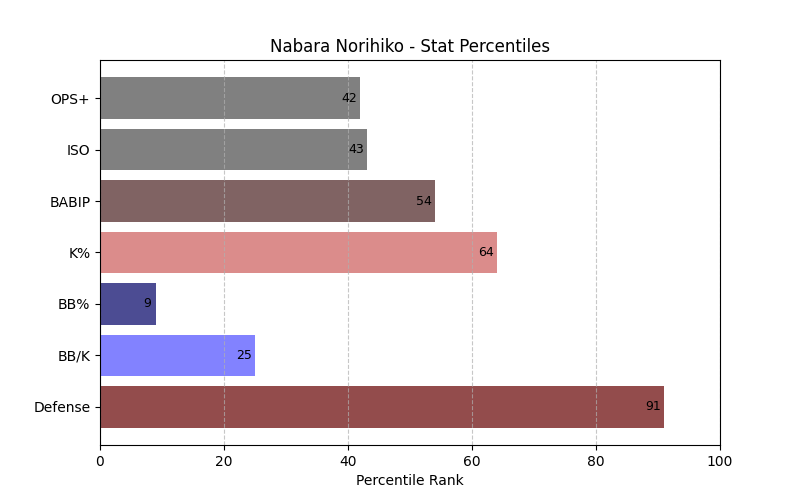 Nabara Norihiko - Stat Percentiles
OPS+ 42
ISO 43
BABIP 54
K% 64
BB% 9
BB/K 25
Defense 91
0 20 40 60 80 100
Percentile Rank